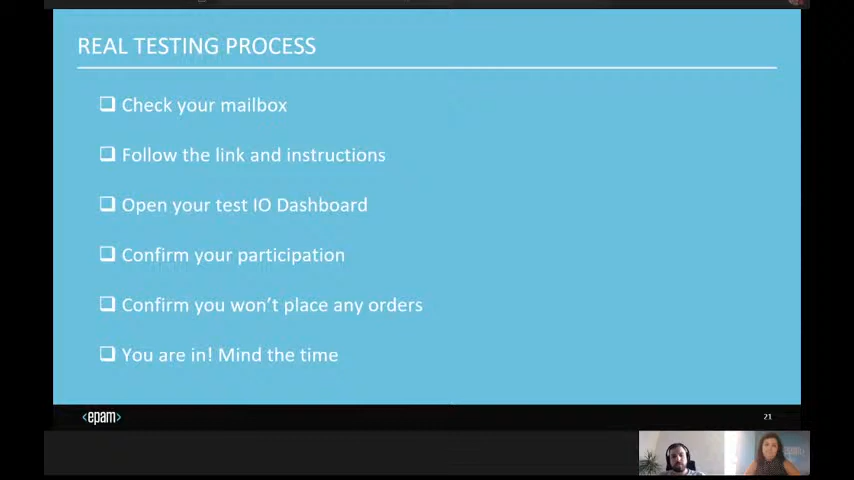 REAL TESTING PROCESS
Check your mailbox
Follow the link and instructions
Open your test IO Dashboard
Confirm your participation
Confirm you won't place any orders
You are in! Mind the time
<epam>
21
epam